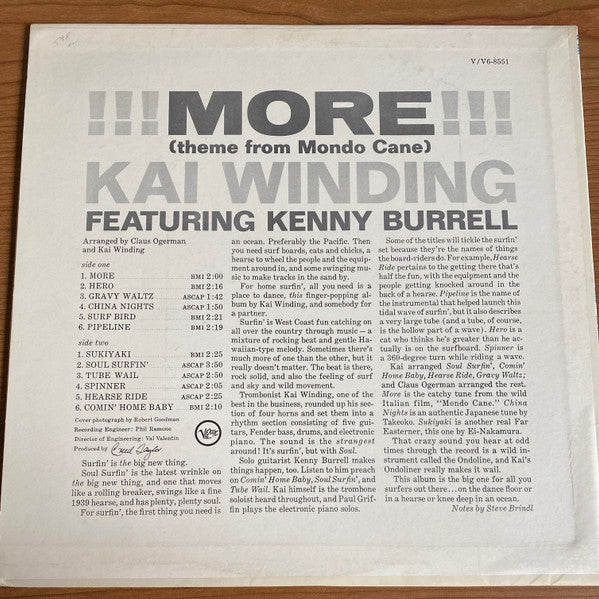 V/V6-8551
!!!MORE!!!
(theme from Mondo Cane)
KAI WINDING
FEATURING KENNY BURRELL
Arranged by Claus Ogerman
and Kai Winding
side one
1. MORE BMI 2:00
2. HERO BMI 2:16
3. GRAVY WALTZ ASCAP 1:42
4. CHINA NIGHTS ASCAP 1:50
5. SURF BIRD BMI 2:21
6. PIPELINE BMI 2:19
side two
1. SUKIYAKI BMI 2:25
2. SOUL SURFIN' ASCAP 3:50
3. TUBE WAIL ASCAP 2:50
4. SPINNER ASCAP 2:05
5. HEARSE RIDE ASCAP 2:25
6. COMIN' HOME BABY BMI 2:10
Cover photograph by Robert Goodman
Recording Engineer: Phil Ramone
Director of Engineering: Val Valentin
Produced by Creed Taylor
Verve
Surfin' is the big new thing.
Soul Surfin' is the latest wrinkle on
the big new thing, and one that moves
like a rolling breaker, swings like a fine
1939 hearse, and has plenty, plenty soul.
For surfin', the first thing you need is
an ocean. Preferably the Pacific. Then
you need surf boards, cats and chicks, a
hearse to wheel the people and the equip-
ment around in, and some swinging mu-
sic to make tracks in the sand by.
For home surfin', all you need is a
place to dance, this finger-popping al-
bum by Kai Winding, and somebody for
a partner.
Surfin' is West Coast fun catching on
all over the country through music — a
mixture of rocking beat and gentle Ha-
waiian-type melody. Sometimes there's
much more of one than the other, but it
really doesn't matter. The beat is there,
rock solid, and also the feeling of surf
and sky and wild movement.
Trombonist Kai Winding, one of the
best in the business, rounded up his sec-
tion of four horns and set them into a
rhythm section consisting of five gui-
tars, Fender bass, drums, and electronic
piano. The sound is the strangest
around! It's surfin', but with Soul.
Solo guitarist Kenny Burrell makes
things happen, too. Listen to him preach
on Comin' Home Baby, Soul Surfin', and
Tube Wail. Kai himself is the trombone
soloist heard throughout, and Paul Grif-
fin plays the electronic piano solos.
Some of the titles will tickle the surfin'
set because they're the names of things
the board-riders do. For example, Hearse
Ride pertains to the getting there that's
half the fun, with the equipment and the
people getting knocked around in the
back of a hearse. Pipeline is the name of
the instrumental that helped launch this
tidal wave of surfin', but it also describes
a very large tube (and a tube, of course,
is the hollow part of a wave). Hero is a
cat who thinks he's greater than he ac-
tually is on the surfboard. Spinner is
a 360-degree turn while riding a wave.
Kai arranged Soul Surfin', Comin'
Home Baby, Hearse Ride, Gravy Waltz;
and Claus Ogerman arranged the rest.
More is the catchy tune from the wild
Italian film, "Mondo Cane." China
Nights is an authentic Japanese tune by
Takeoko. Sukiyaki is another real Far
Easterner, this one by Ei-Nakamura.
That crazy sound you hear at odd
times through the record is a wild in-
strument called the Ondoline, and Kai's
Ondoliner really makes it wail.
This album is the big one for all you
surfers out there...on the dance floor or
in a hearse or knee deep in an ocean.
Notes by Steve Brindl